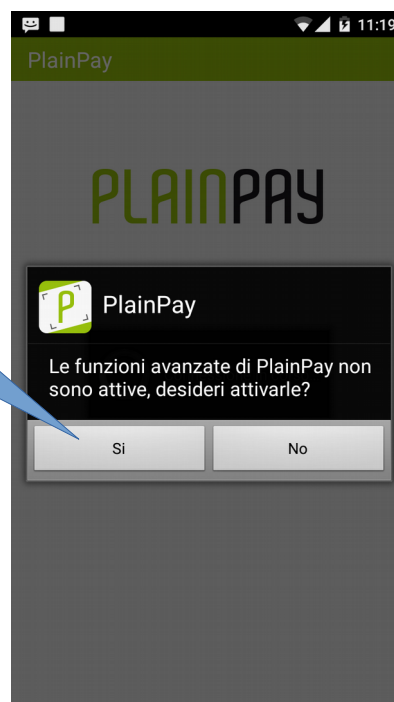 11:19
PlainPay
PLAINPAY
P
PlainPay
Le funzioni avanzate di PlainPay non
sono attive, desideri attivarle?
Si
No